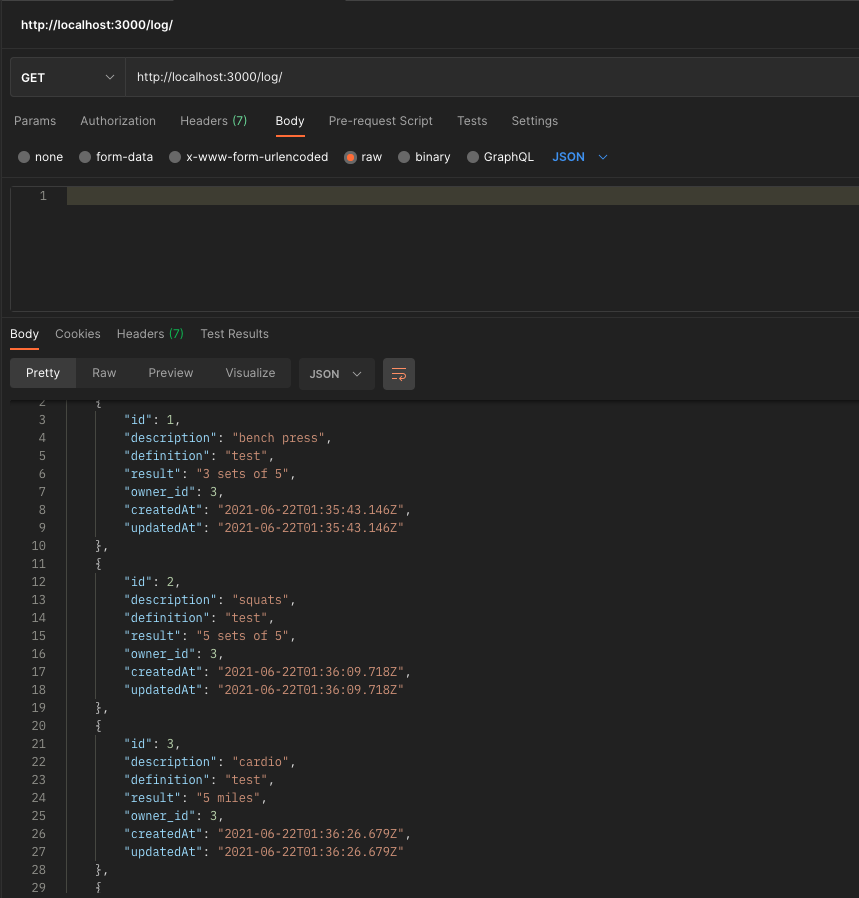 http://localhost:3000/log/
GET http://localhost:3000/log/
Params Authorization Headers (7) Body Pre-request Script Tests Settings
none form-data x-www-form-urlencoded raw binary GraphQL JSON
1
Body Cookies Headers (7) Test Results
Pretty Raw Preview Visualize JSON
2 {
3 "id": 1,
4 "description": "bench press",
5 "definition": "test",
6 "result": "3 sets of 5",
7 "owner_id": 3,
8 "createdAt": "2021-06-22T01:35:43.146Z",
9 "updatedAt": "2021-06-22T01:35:43.146Z"
10 },
11 {
12 "id": 2,
13 "description": "squats",
14 "definition": "test",
15 "result": "5 sets of 5",
16 "owner_id": 3,
17 "createdAt": "2021-06-22T01:36:09.718Z",
18 "updatedAt": "2021-06-22T01:36:09.718Z"
19 },
20 {
21 "id": 3,
22 "description": "cardio",
23 "definition": "test",
24 "result": "5 miles",
25 "owner_id": 3,
26 "createdAt": "2021-06-22T01:36:26.679Z",
27 "updatedAt": "2021-06-22T01:36:26.679Z"
28 },
29 {